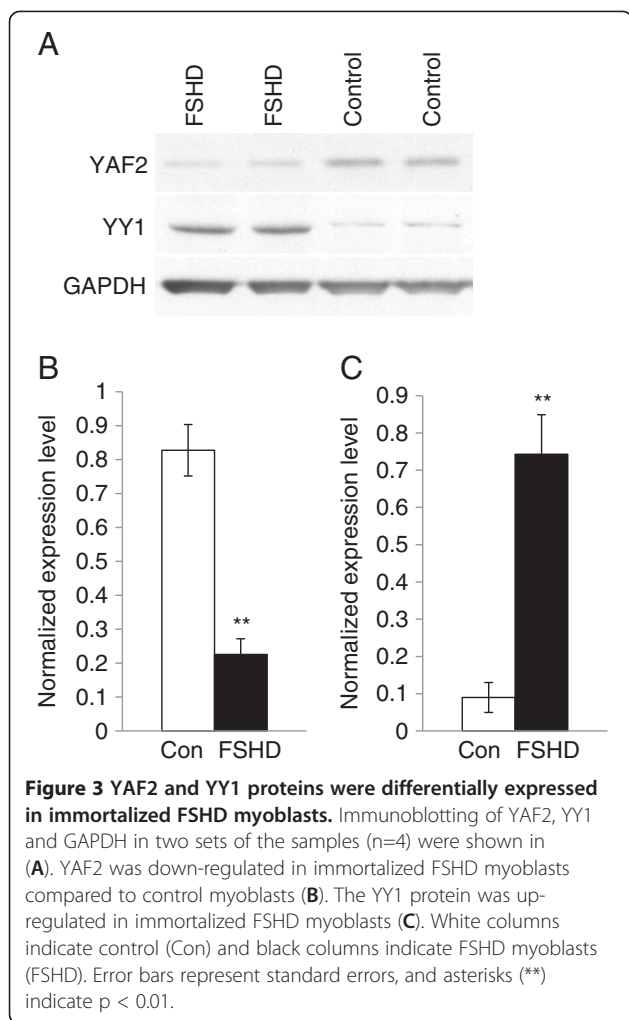 A
FSHD FSHD Control Control
YAF2
YY1
GAPDH
B
Normalized expression level
1
0.9
0.8
0.7
0.6
0.5
0.4
0.3
0.2
0.1
0
**
Con FSHD
C
Normalized expression level
0.9
0.8
0.7
0.6
0.5
0.4
0.3
0.2
0.1
0
**
Con FSHD
Figure 3 YAF2 and YY1 proteins were differentially expressed
in immortalized FSHD myoblasts. Immunoblotting of YAF2, YY1
and GAPDH in two sets of the samples (n=4) were shown in
(A). YAF2 was down-regulated in immortalized FSHD myoblasts
compared to control myoblasts (B). The YY1 protein was up-
regulated in immortalized FSHD myoblasts (C). White columns
indicate control (Con) and black columns indicate FSHD myoblasts
(FSHD). Error bars represent standard errors, and asterisks (**)
indicate p < 0.01.